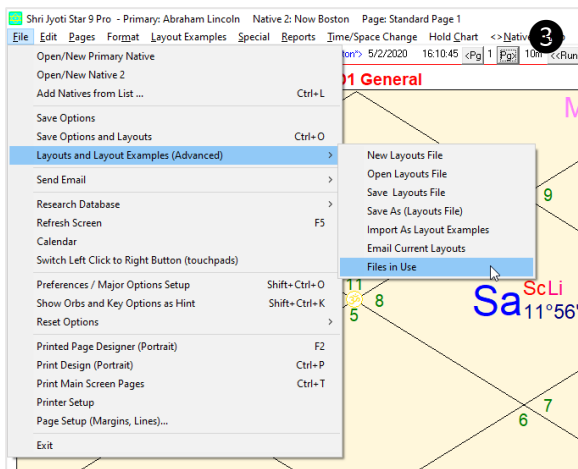 Shri Jyoti Star 9 Pro - Primary: Abraham Lincoln Native 2: Now Boston Page: Standard Page 1
File Edit Pages Format Layout Examples Special Reports Time/Space Change Hold Chart <>Native
3
5/2/2020 16:10:45 <Pg 1 Pg> 10m <<Run
01 General
Open/New Primary Native
Open/New Native 2
Add Natives from List ... Ctrl+L
Save Options
Save Options and Layouts Ctrl+O
Layouts and Layout Examples (Advanced) >
Send Email >
Research Database >
Refresh Screen F5
Calendar
Switch Left Click to Right Button (touchpads)
Preferences / Major Options Setup Shift+Ctrl+O
Show Orbs and Key Options as Hint Shift+Ctrl+K
Reset Options >
Printed Page Designer (Portrait) F2
Print Design (Portrait) Ctrl+P
Print Main Screen Pages Ctrl+T
Printer Setup
Page Setup (Margins, Lines)...
Exit
New Layouts File
Open Layouts File
Save Layouts File
Save As (Layouts File)
Import As Layout Examples
Email Current Layouts
Files in Use
M
9
11
8
5
Sa ScLi
11°56'
7
6